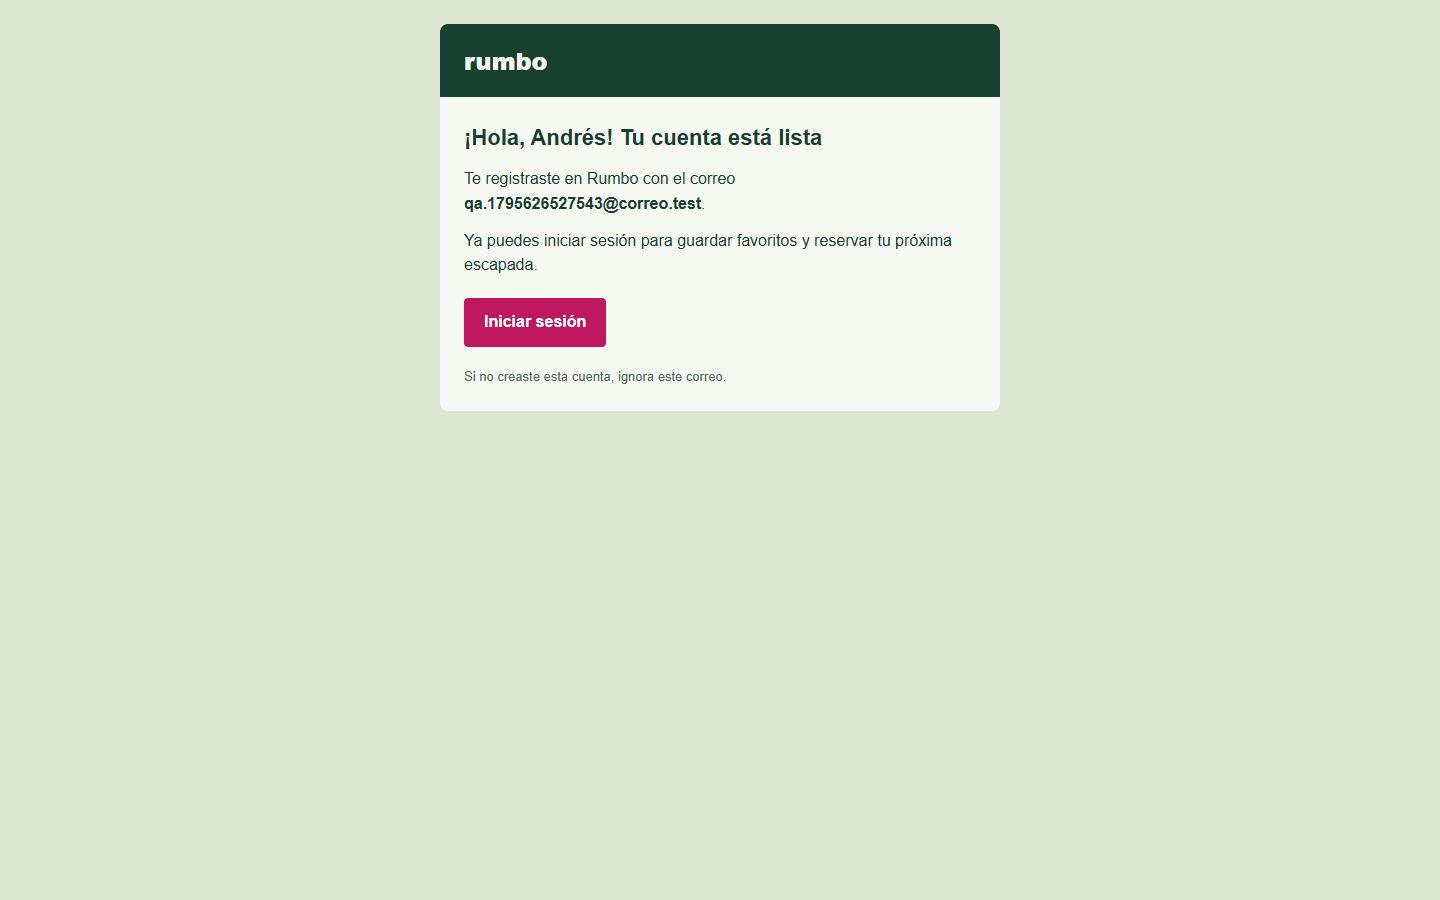 rumbo
¡Hola, Andrés! Tu cuenta está lista
Te registraste en Rumbo con el correo
qa.1795626527543@correo.test.
Ya puedes iniciar sesión para guardar favoritos y reservar tu próxima
escapada.
Iniciar sesión
Si no creaste esta cuenta, ignora este correo.